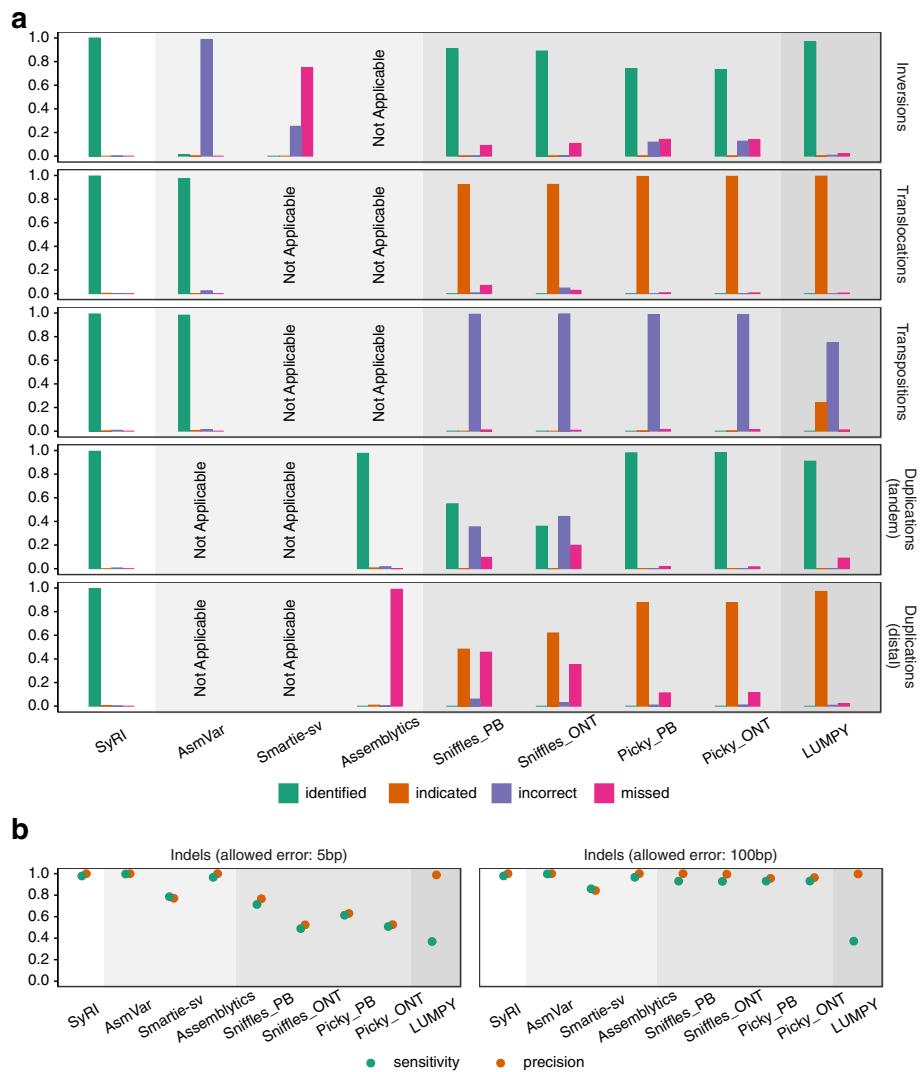 a
1.0
0.8
0.6
0.4
0.2
0.0
Not Applicable
Inversions
1.0
0.8
0.6
0.4
0.2
0.0
Not Applicable
Not Applicable
Translocations
1.0
0.8
0.6
0.4
0.2
0.0
Not Applicable
Not Applicable
Transpositions
1.0
0.8
0.6
0.4
0.2
0.0
Not Applicable
Not Applicable
Duplications
(tandem)
1.0
0.8
0.6
0.4
0.2
0.0
Not Applicable
Not Applicable
Duplications
(distal)
SyRI
AsmVar
Smartie-sv
Assemblytics
Sniffles_PB
Sniffles_ONT
Picky_PB
Picky_ONT
LUMPY
identified indicated incorrect missed
b
Indels (allowed error: 5bp)
1.0
0.8
0.6
0.4
0.2
0.0
SyRI
AsmVar
Smartie-sv
Assemblytics
Sniffles_PB
Sniffles_ONT
Picky_PB
Picky_ONT
LUMPY
Indels (allowed error: 100bp)
SyRI
AsmVar
Smartie-sv
Assemblytics
Sniffles_PB
Sniffles_ONT
Picky_PB
Picky_ONT
LUMPY
sensitivity precision